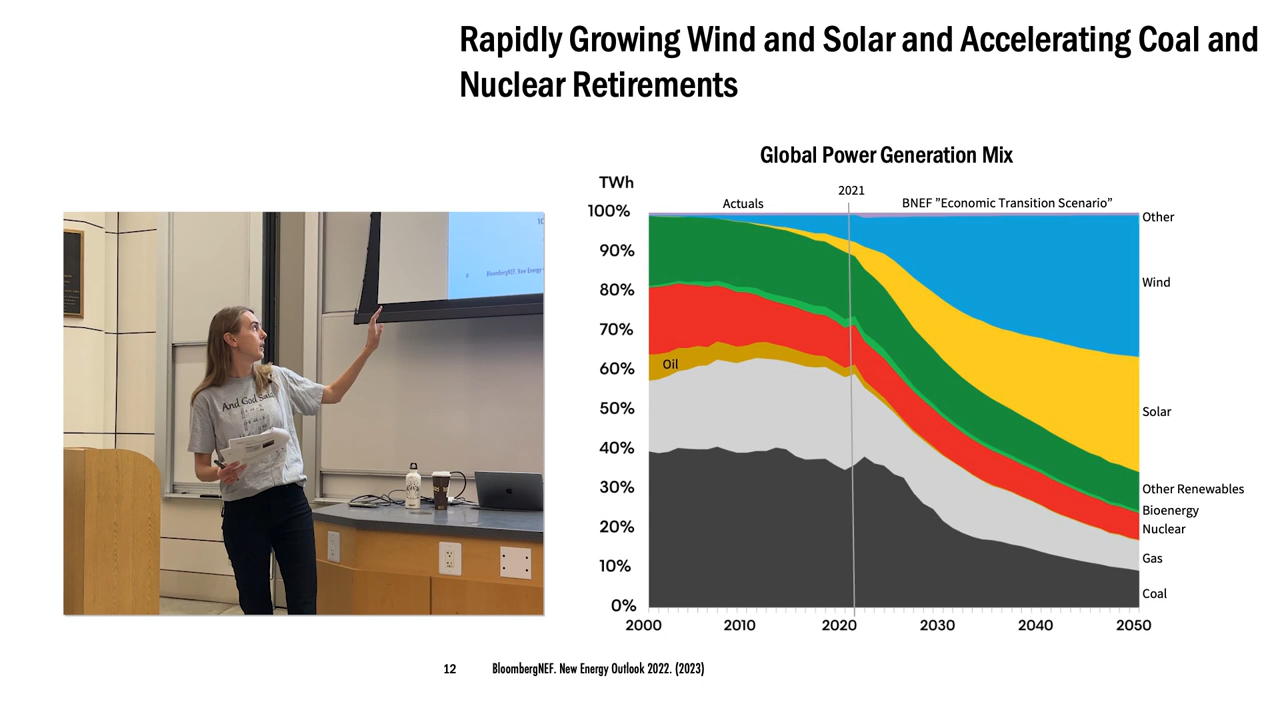 Rapidly Growing Wind and Solar and Accelerating Coal and
Nuclear Retirements
Global Power Generation Mix
TWh
2021
Actuals
BNEF ”Economic Transition Scenario”
100%
90%
80%
70%
60%
50%
40%
30%
20%
10%
0%
Oil
Other
Wind
Solar
Other Renewables
Bioenergy
Nuclear
Gas
Coal
2000 2010 2020 2030 2040 2050
BloombergNEF. New Energy
And God Said
12 BloombergNEF. New Energy Outlook 2022. (2023)